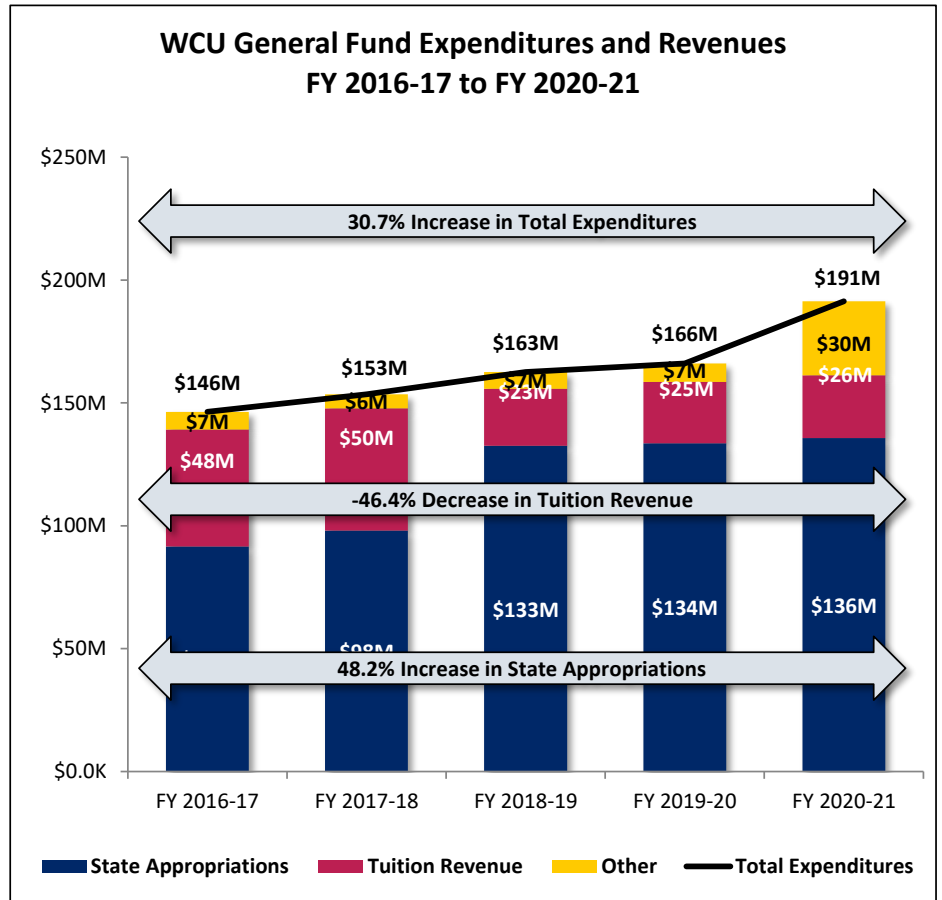 WCU General Fund Expenditures and Revenues
FY 2016-17 to FY 2020-21
$250M
30.7% Increase in Total Expenditures
$200M
$191M
$163M
$166M
$153M
$146M
$30M
$7M
$7M
$26M
$23M
$25M
$150M
$6M
$7M
$50M
$48M
-46.4% Decrease in Tuition Revenue
$100M
$133M
$134M
$136M
$50M
$98M
48.2% Increase in State Appropriations
$0.0K
FY 2016-17
FY 2017-18
FY 2018-19
FY 2019-20
FY 2020-21
State Appropriations
Tuition Revenue
Other
Total Expenditures